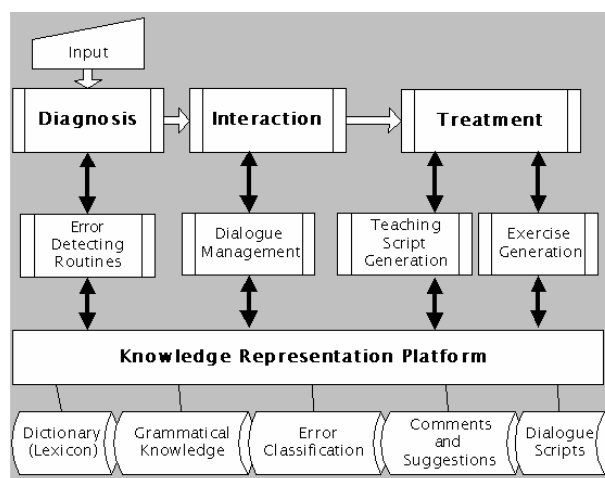 Input
Diagnosis
Interaction
Treatment
Error
Detecting
Routines
Dialogue
Management
Teaching
Script
Generation
Exercise
Generation
Knowledge Representation Platform
Dictionary
(Lexicon)
Grammatical
Knowledge
Error
Classification
Comments
and
Suggestions
Dialogue
Scripts